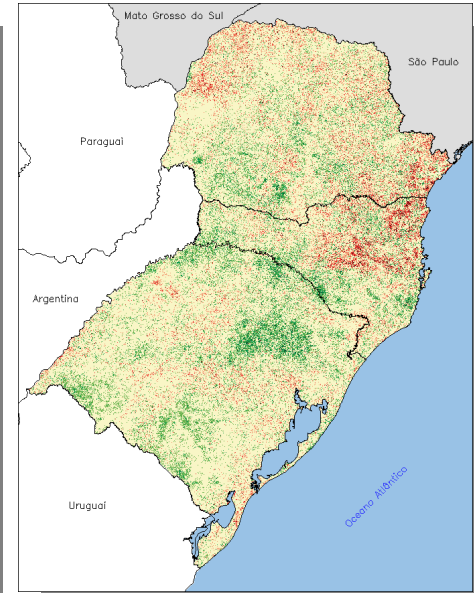 Mato Grosso do Sul
São Paulo
Paraguai
Argentina
Uruguai
Oceano Atlântico